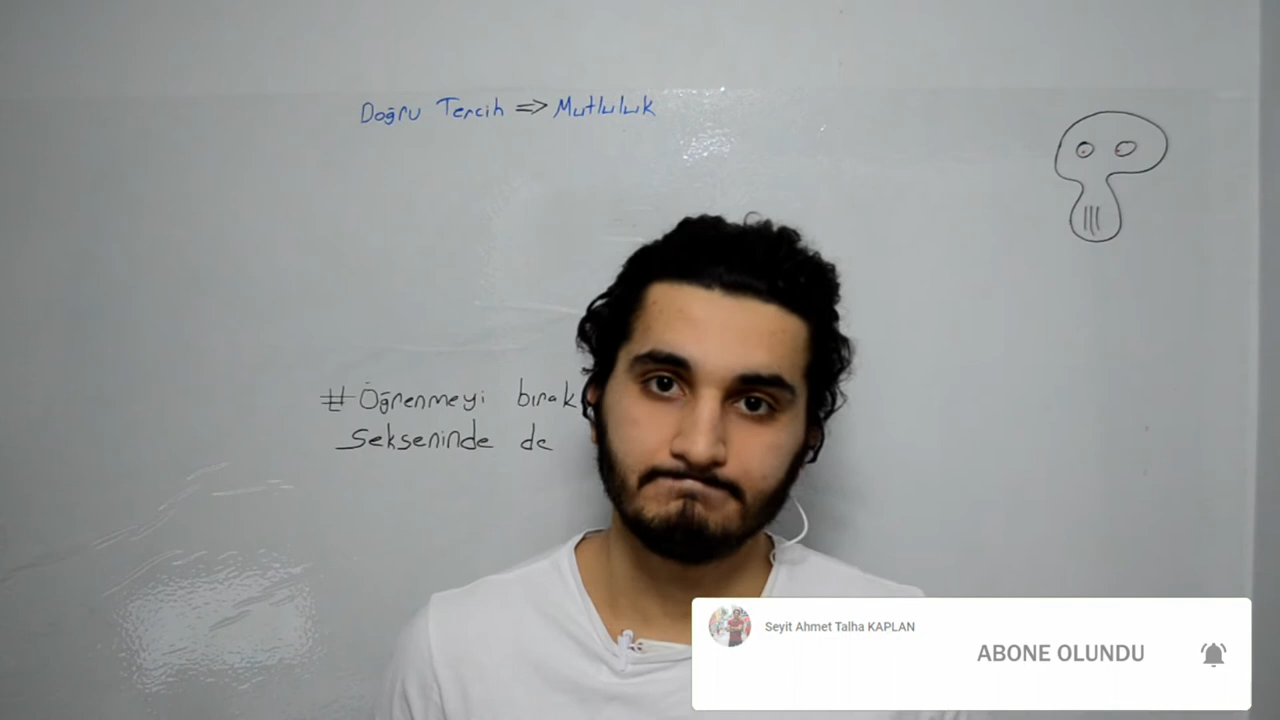 Doğru Tercih => Mutluluk
# Öğrenmeyi bırak
Sekseninde de
Seyit Ahmet Talha KAPLAN
ABONE OLUNDU